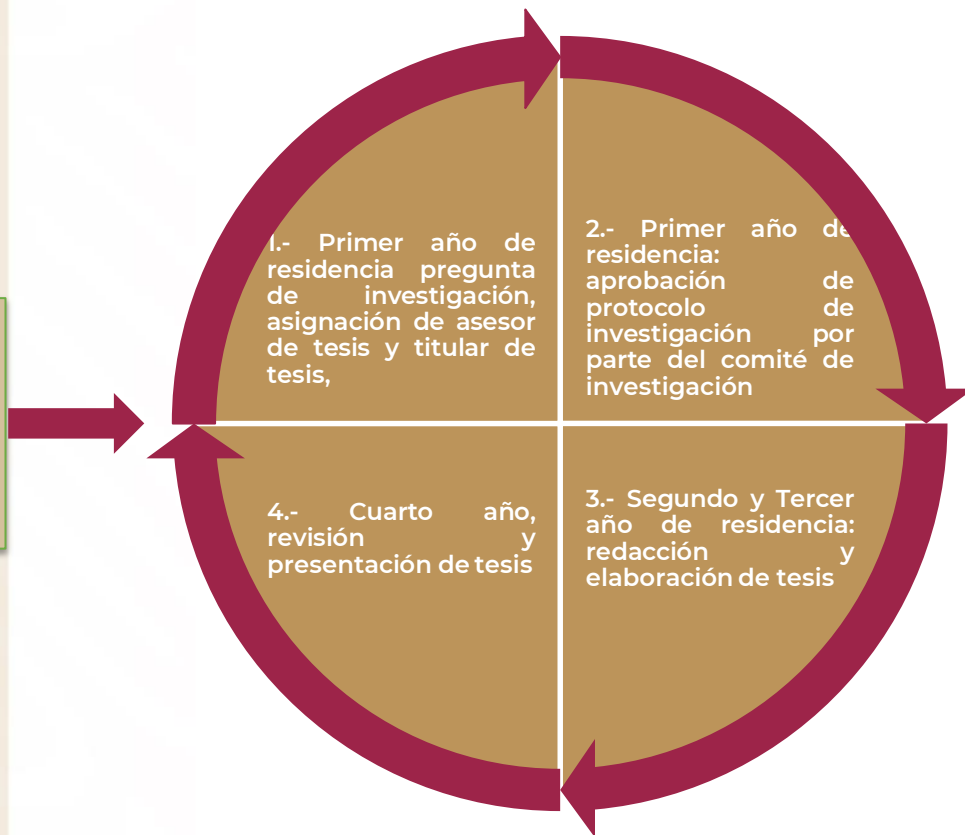 1.- Primer año de
residencia pregunta
de investigación,
asignación de asesor
de tesis y titular de
tesis,
2.- Primer año de
residencia:
aprobación de
protocolo de
investigación por
parte del comité de
investigación
3.- Segundo y Tercer
año de residencia:
redacción y
elaboración de tesis
4.- Cuarto año,
revisión y
presentación de tesis